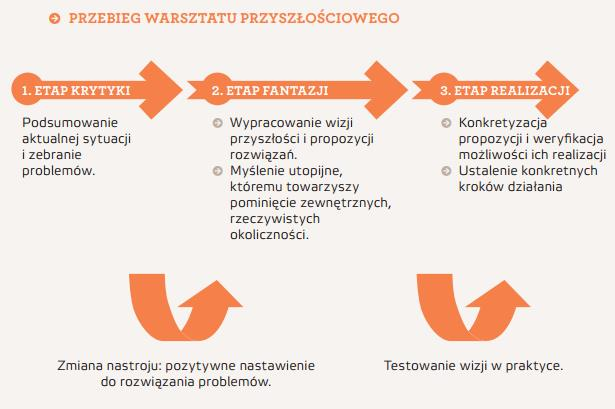 PRZEBIEG WARSZTATU PRZYSZŁOŚCIOWEGO
1. ETAP KRYTYKI
Podsumowanie
aktualnej sytuacji
i zebranie
problemów.
2. ETAP FANTAZJI
Wypracowanie wizji
przyszłości i propozycji
rozwiązań.
Myślenie utopijne,
któremu towarzyszy
pominięcie zewnętrznych,
rzeczywistych
okoliczności.
3. ETAP REALIZACJI
Konkretyzacja
propozycji i weryfikacja
możliwości ich realizacji
Ustalenie konkretnych
kroków działania
Zmiana nastroju: pozytywne nastawienie
do rozwiązania problemów.
Testowanie wizji w praktyce.